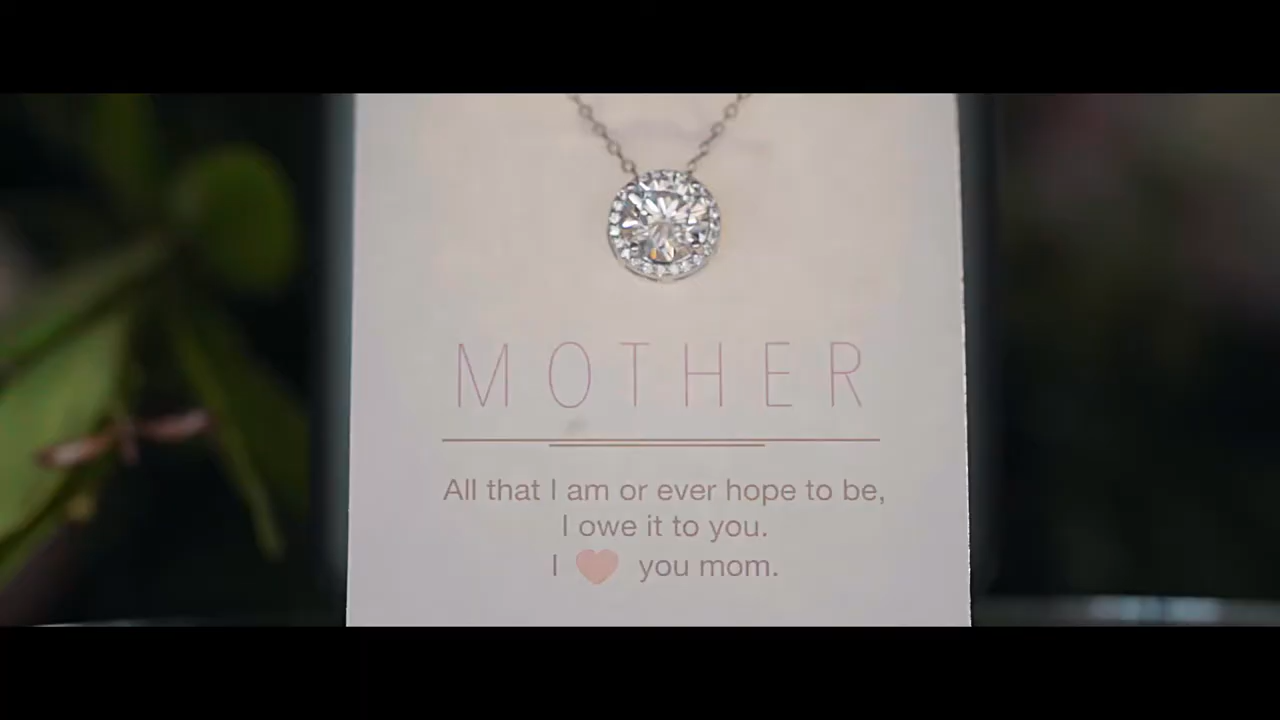 MOTHER
All that I am or ever hope to be,
I owe it to you.
I ❤ you mom.